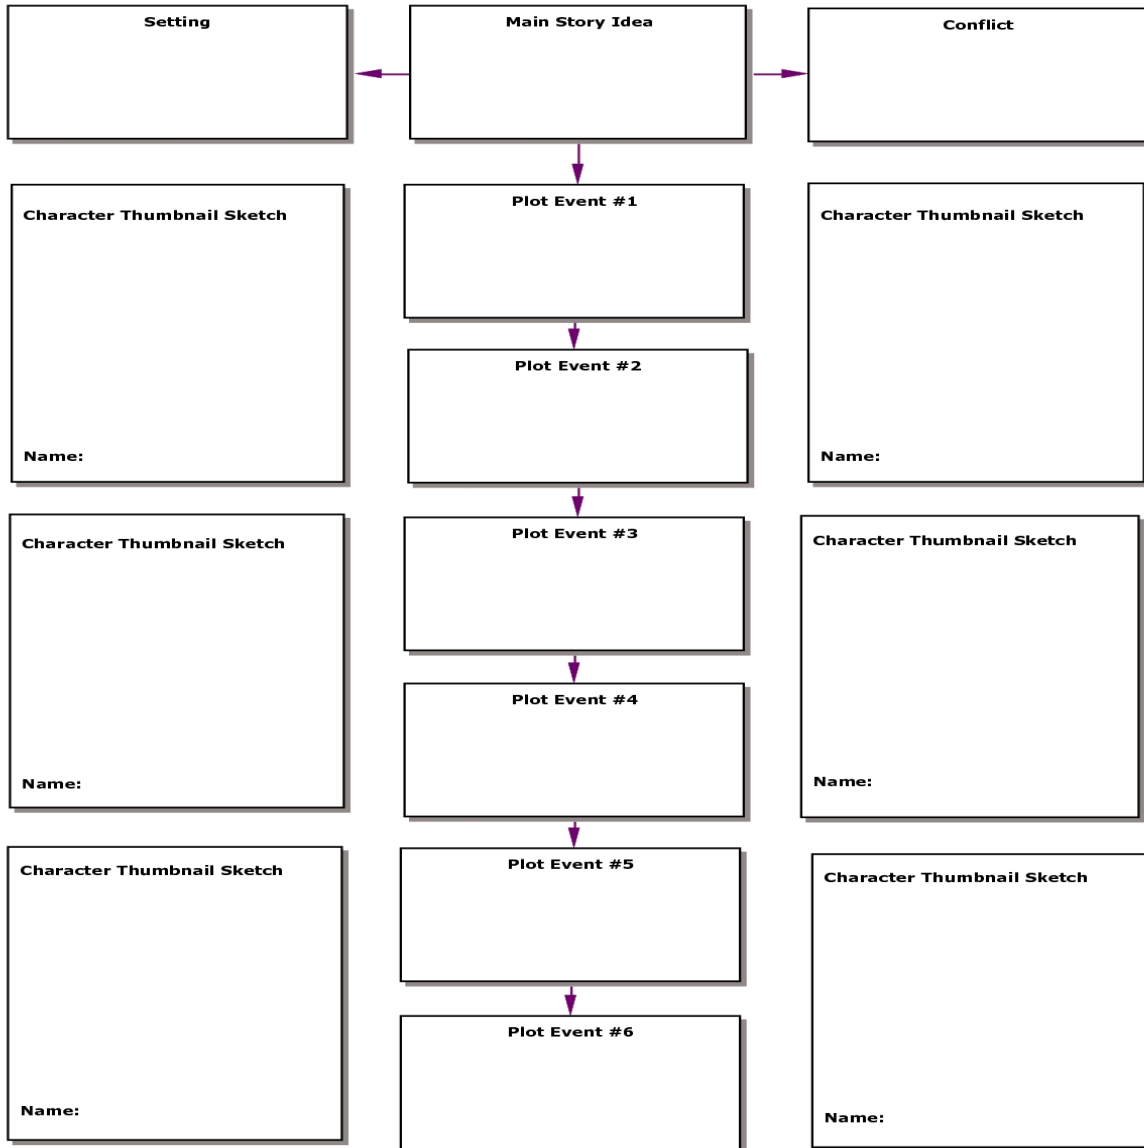 Setting
Main Story Idea
Conflict
Character Thumbnail Sketch
Name:
Plot Event #1
Character Thumbnail Sketch
Name:
Plot Event #2
Character Thumbnail Sketch
Name:
Plot Event #3
Character Thumbnail Sketch
Name:
Plot Event #4
Character Thumbnail Sketch
Name:
Plot Event #5
Character Thumbnail Sketch
Name:
Plot Event #6